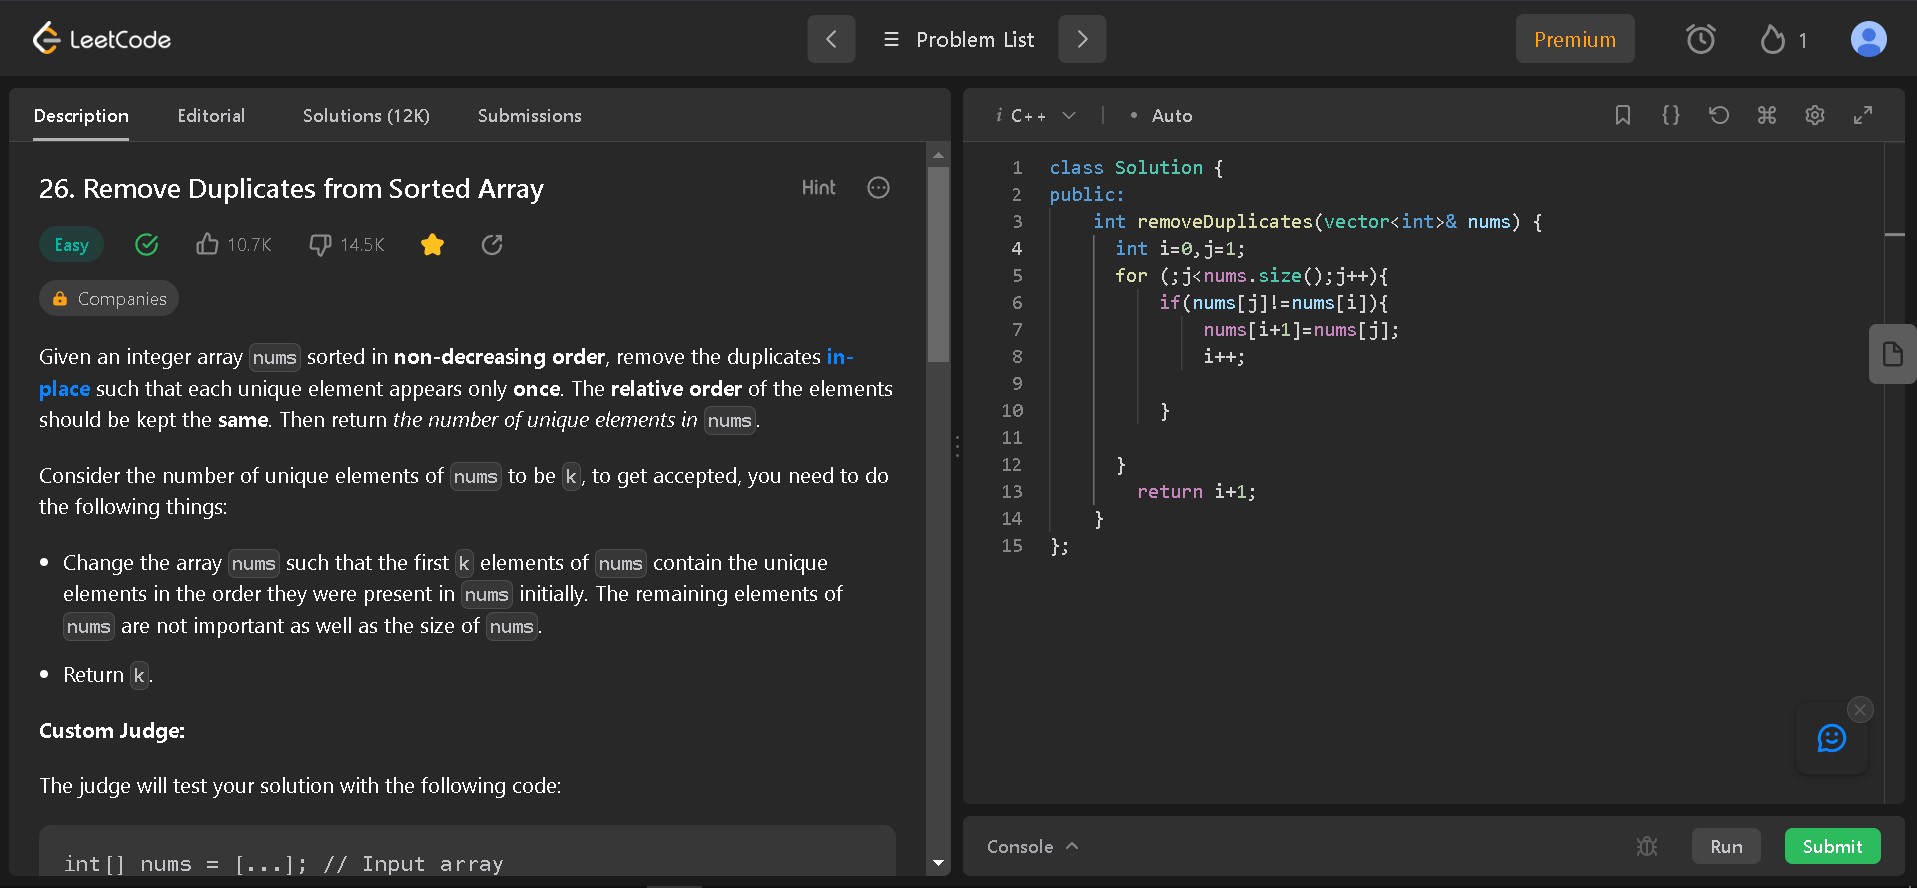 LeetCode
Problem List
Premium
1
Description
Editorial
Solutions (12K)
Submissions
26. Remove Duplicates from Sorted Array
Hint
Easy
10.7K
14.5K
Companies
Given an integer array nums sorted in non-decreasing order, remove the duplicates in-
place such that each unique element appears only once. The relative order of the elements
should be kept the same. Then return the number of unique elements in nums.
Consider the number of unique elements of nums to be k, to get accepted, you need to do
the following things:
• Change the array nums such that the first k elements of nums contain the unique
elements in the order they were present in nums initially. The remaining elements of
nums are not important as well as the size of nums.
• Return k.
Custom Judge:
The judge will test your solution with the following code:
int[] nums = [...]; // Input array
i C++
• Auto
{}
1 class Solution {
2 public:
3     int removeDuplicates(vector<int>& nums) {
4       int i=0,j=1;
5       for (;j<nums.size();j++){
6           if(nums[j]!=nums[i]){
7               nums[i+1]=nums[j];
8               i++;
9
10           }
11
12       }
13         return i+1;
14     }
15 };
Console
Run
Submit